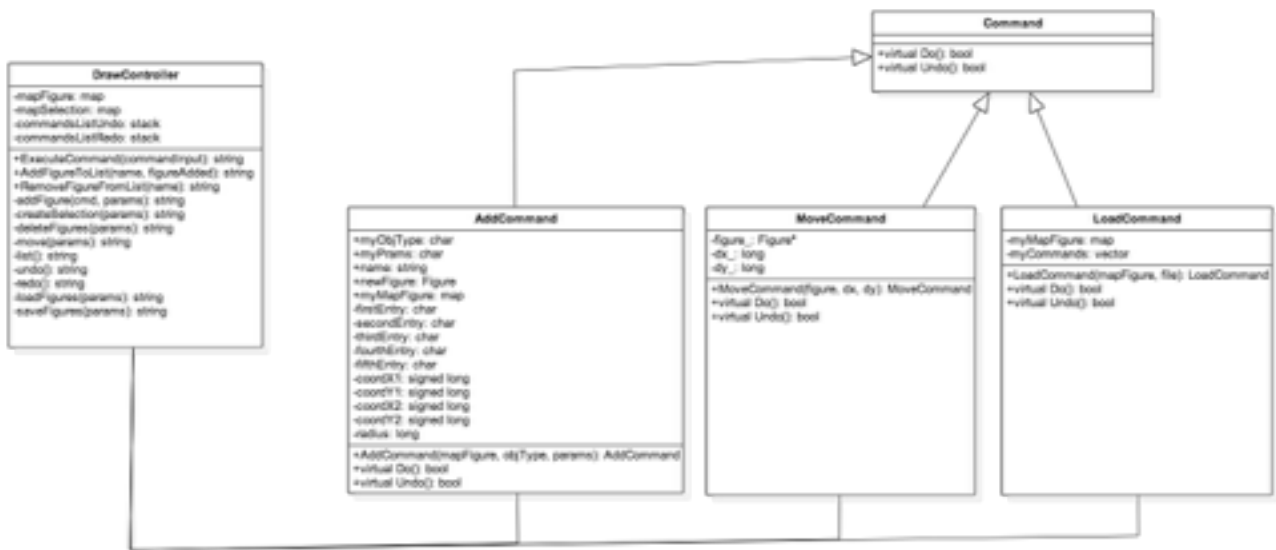 Command
+virtual Do(): bool
+virtual Undo(): bool
DrawController
-mapFigure: map
-mapSelection: map
-commandsListUndo: stack
-commandsListRedo: stack
+ExecuteCommand(commandInput): string
+AddFigureToList(name, figureAdded): string
+RemoveFigureFromList(name): string
-addFigure(cmd, params): string
-createSelection(params): string
-deleteFigures(params): string
-move(params): string
-list(): string
-undo(): string
-redo(): string
-loadFigures(params): string
-saveFigures(params): string
AddCommand
+myObjType: char
+myPrams: char
+name: string
+newFigure: Figure
+myMapFigure: map
-firstEntry: char
-secondEntry: char
-thirdEntry: char
-fourthEntry: char
-fifthEntry: char
-coordX1: signed long
-coordY1: signed long
-coordX2: signed long
-coordY2: signed long
-radius: long
+AddCommand(mapFigure, objType, params): AddCommand
+virtual Do(): bool
+virtual Undo(): bool
MoveCommand
-figure_: Figure*
-dx_: long
-dy_: long
+MoveCommand(figure, dx, dy): MoveCommand
+virtual Do(): bool
+virtual Undo(): bool
LoadCommand
-myMapFigure: map
-myCommands: vector
+LoadCommand(mapFigure, file): LoadCommand
+virtual Do(): bool
+virtual Undo(): bool